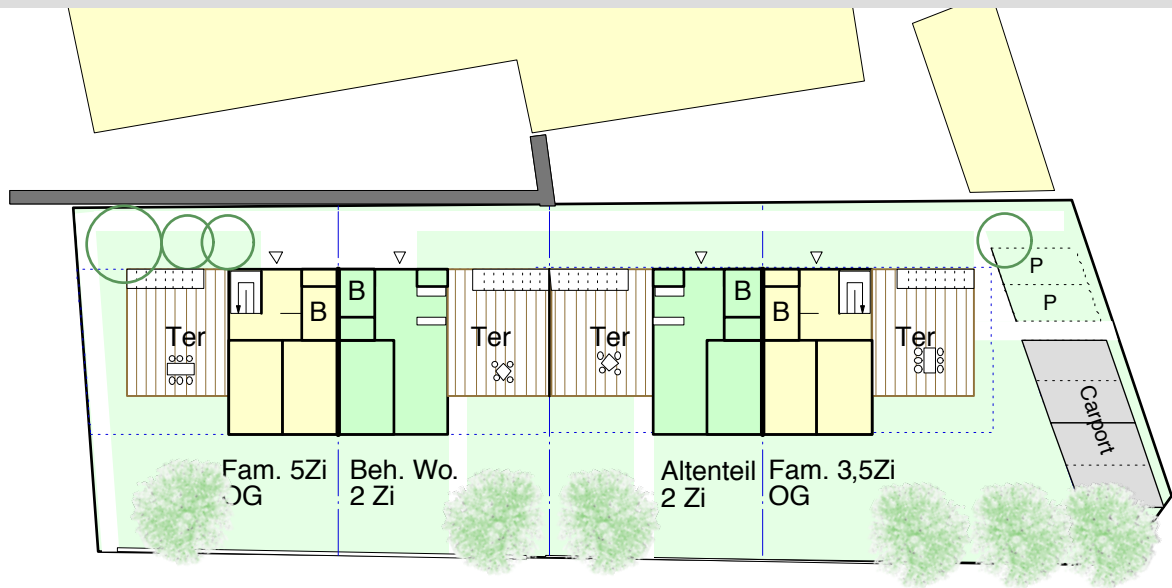 P
P
B
B
B
B
Ter
Ter
Ter
Ter
Carport
Fam. 5Zi
OG
Beh. Wo.
2 Zi
Altenteil
2 Zi
Fam. 3,5Zi
OG